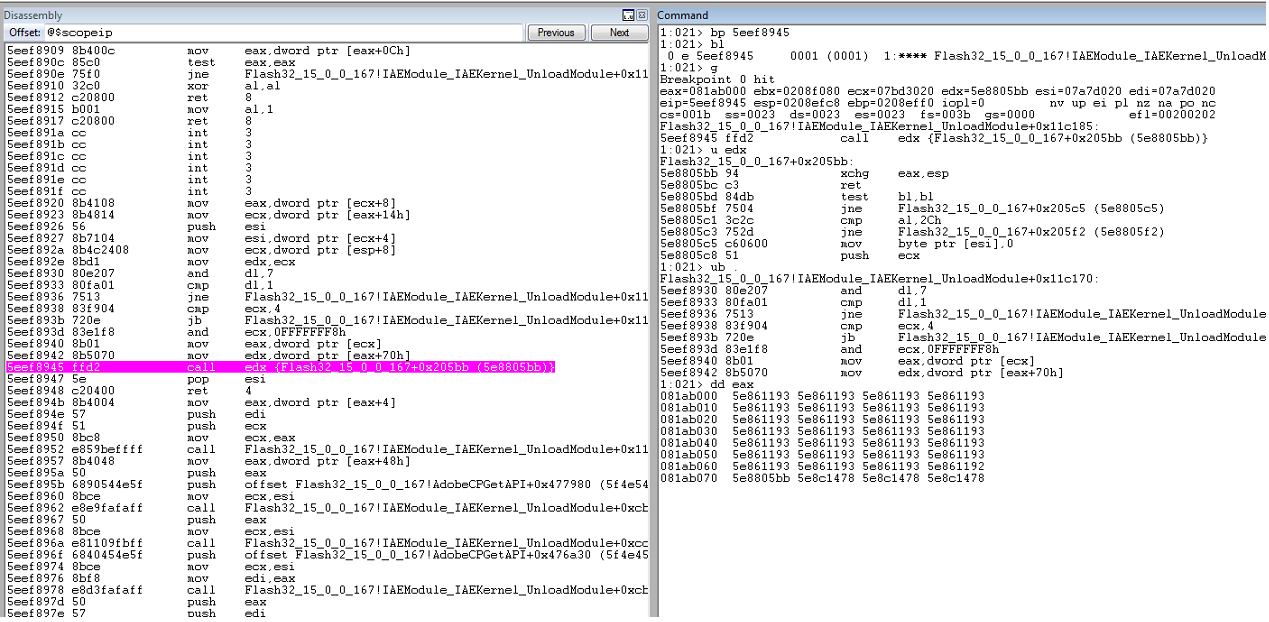 Disassembly
Offset: @$scopeip
Previous
Next
5eef8909 8b400c mov eax,dword ptr [eax+0Ch]
5eef890c 85c0 test eax,eax
5eef890e 75f0 jne Flash32_15_0_0_167!IAEModule_IAEKernel_UnloadModule+0x11
5eef8910 32c0 xor al,al
5eef8912 c20800 ret 8
5eef8915 b001 mov al,1
5eef8917 c20800 ret 8
5eef891a cc int 3
5eef891b cc int 3
5eef891c cc int 3
5eef891d cc int 3
5eef891e cc int 3
5eef891f cc int 3
5eef8920 8b4108 mov eax,dword ptr [ecx+8]
5eef8923 8b4814 mov ecx,dword ptr [eax+14h]
5eef8926 56 push esi
5eef8927 8b7104 mov esi,dword ptr [ecx+4]
5eef892a 8b4c2408 mov ecx,dword ptr [esp+8]
5eef892e 8bd1 mov edx,ecx
5eef8930 80e207 and dl,7
5eef8933 80fa01 cmp dl,1
5eef8936 7513 jne Flash32_15_0_0_167!IAEModule_IAEKernel_UnloadModule+0x11
5eef8938 83f904 cmp ecx,4
5eef893b 720e jb Flash32_15_0_0_167!IAEModule_IAEKernel_UnloadModule+0x11
5eef893d 83e1f8 and ecx,0FFFFFFF8h
5eef8940 8b01 mov eax,dword ptr [ecx]
5eef8942 8b5070 mov edx,dword ptr [eax+70h]
5eef8945 ffd2 call edx {Flash32_15_0_0_167+0x205bb (5e8805bb)}
5eef8947 5e pop esi
5eef8948 c20400 ret 4
5eef894b 8b4004 mov eax,dword ptr [eax+4]
5eef894e 57 push edi
5eef894f 51 push ecx
5eef8950 8bc8 mov ecx,eax
5eef8952 e859beffff call Flash32_15_0_0_167!IAEModule_IAEKernel_UnloadModule+0x11
5eef8957 8b4048 mov eax,dword ptr [eax+48h]
5eef895a 50 push eax
5eef895b 6890544e5f push offset Flash32_15_0_0_167!AdobeCPGetAPI+0x477980 (5f4e54
5eef8960 8bce mov ecx,esi
5eef8962 e8e9fafaff call Flash32_15_0_0_167!IAEModule_IAEKernel_UnloadModule+0xcb
5eef8967 50 push eax
5eef8968 8bce mov ecx,esi
5eef896a e81109fbff call Flash32_15_0_0_167!IAEModule_IAEKernel_UnloadModule+0xcc
5eef896f 6840454e5f push offset Flash32_15_0_0_167!AdobeCPGetAPI+0x476a30 (5f4e45
5eef8974 8bce mov ecx,esi
5eef8976 8bf8 mov edi,eax
5eef8978 e8d3fafaff call Flash32_15_0_0_167!IAEModule_IAEKernel_UnloadModule+0xcb
5eef897d 50 push eax
5eef897e 57 push edi
Command
1:021> bp 5eef8945
1:021> bl
0 e 5eef8945 0001 (0001) 1:**** Flash32_15_0_0_167!IAEModule_IAEKernel_UnloadM
1:021> g
Breakpoint 0 hit
eax=081ab000 ebx=0208f080 ecx=07bd3020 edx=5e8805bb esi=07a7d020 edi=07a7d020
eip=5eef8945 esp=0208efc8 ebp=0208eff0 iopl=0 nv up ei pl nz na po nc
cs=001b ss=0023 ds=0023 es=0023 fs=003b gs=0000 efl=00200202
Flash32_15_0_0_167!IAEModule_IAEKernel_UnloadModule+0x11c185:
5eef8945 ffd2 call edx {Flash32_15_0_0_167+0x205bb (5e8805bb)}
1:021> u edx
Flash32_15_0_0_167+0x205bb:
5e8805bb 94 xchg eax,esp
5e8805bc c3 ret
5e8805bd 84db test bl,bl
5e8805bf 7504 jne Flash32_15_0_0_167+0x205c5 (5e8805c5)
5e8805c1 3c2c cmp al,2Ch
5e8805c3 752d jne Flash32_15_0_0_167+0x205f2 (5e8805f2)
5e8805c5 c60600 mov byte ptr [esi],0
5e8805c8 51 push ecx
1:021> ub .
Flash32_15_0_0_167!IAEModule_IAEKernel_UnloadModule+0x11c170:
5eef8930 80e207 and dl,7
5eef8933 80fa01 cmp dl,1
5eef8936 7513 jne Flash32_15_0_0_167!IAEModule_IAEKernel_UnloadModule
5eef8938 83f904 cmp ecx,4
5eef893b 720e jb Flash32_15_0_0_167!IAEModule_IAEKernel_UnloadModule
5eef893d 83e1f8 and ecx,0FFFFFFF8h
5eef8940 8b01 mov eax,dword ptr [ecx]
5eef8942 8b5070 mov edx,dword ptr [eax+70h]
1:021> dd eax
081ab000 5e861193 5e861193 5e861193 5e861193
081ab010 5e861193 5e861193 5e861193 5e861193
081ab020 5e861193 5e861193 5e861193 5e861193
081ab030 5e861193 5e861193 5e861193 5e861193
081ab040 5e861193 5e861193 5e861193 5e861193
081ab050 5e861193 5e861193 5e861193 5e861193
081ab060 5e861193 5e861193 5e861193 5e861192
081ab070 5e8805bb 5e8c1478 5e8c1478 5e8c1478